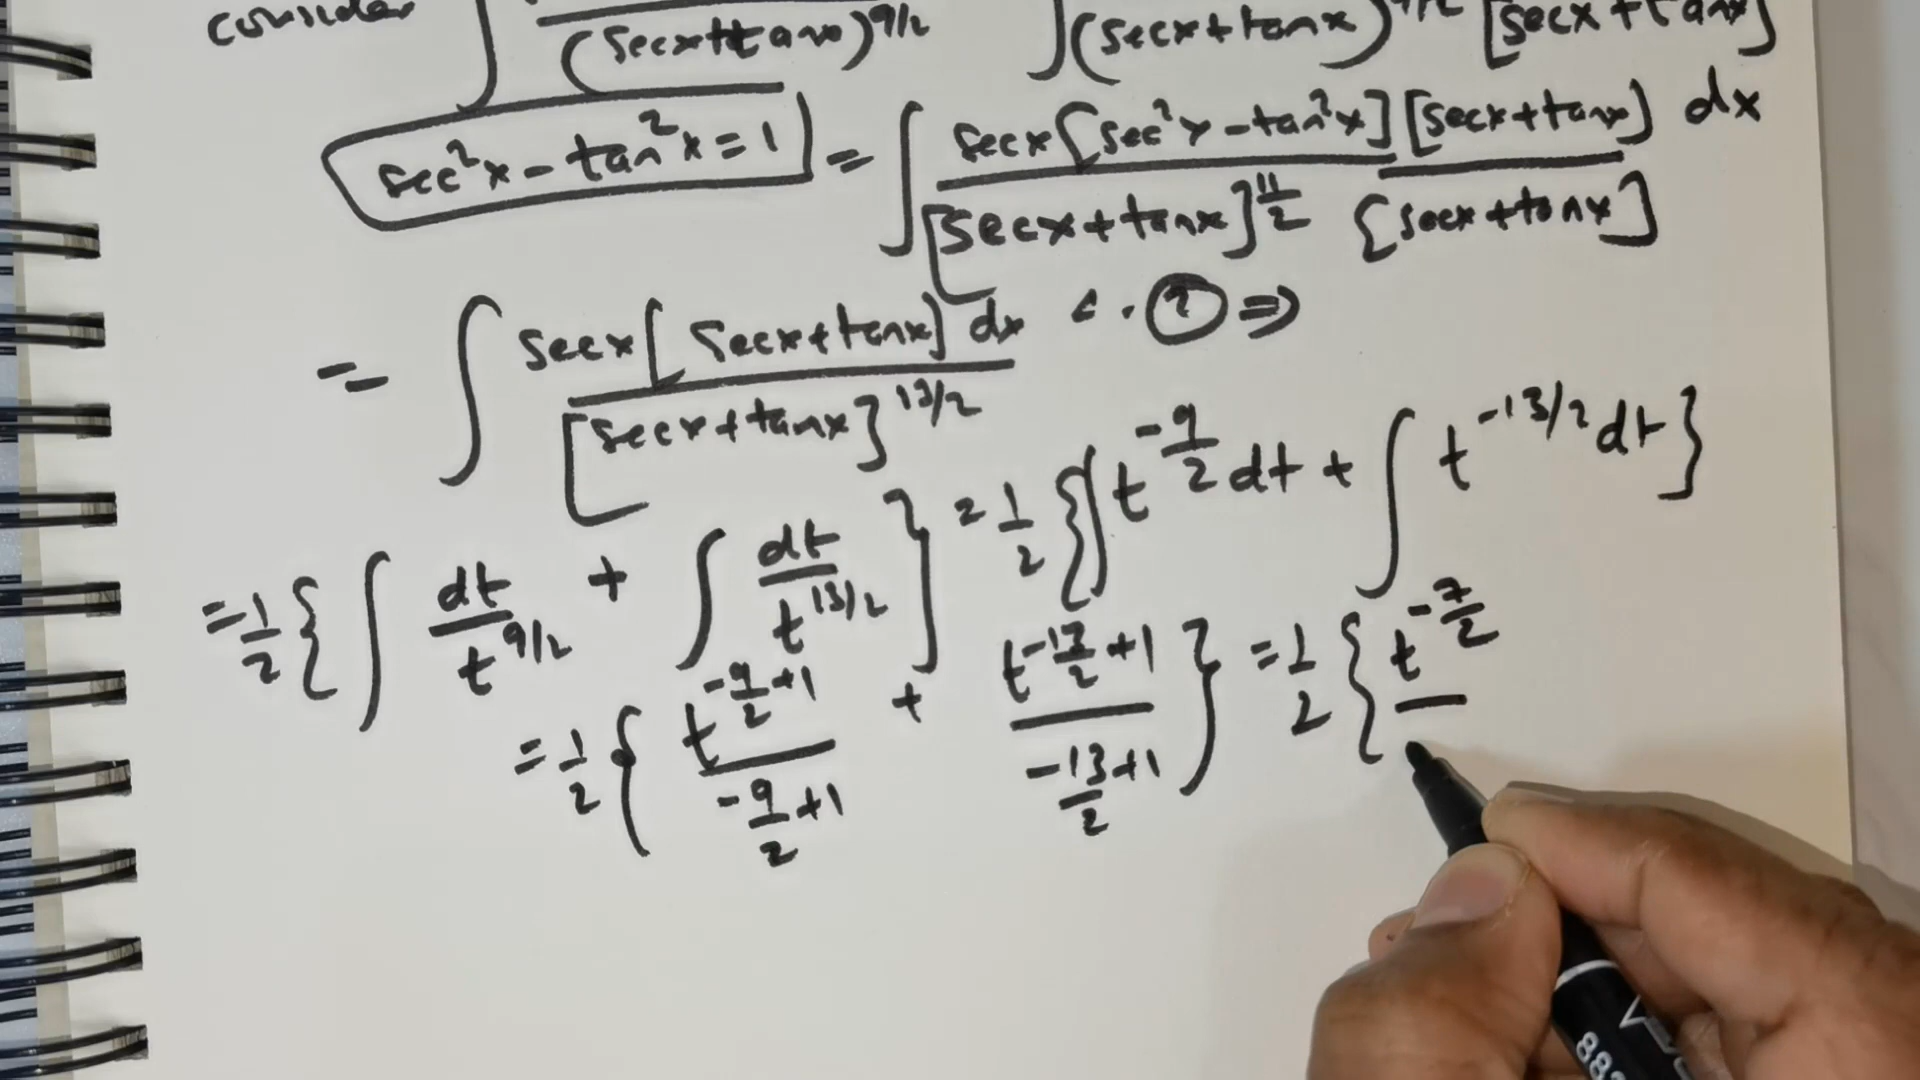 consider ∫ / (secx+tanx)^9/2 ∫(secx+tanx) [secx+tanx]
sec²x - tan²x = 1 = ∫ secx[sec²x - tan²x][secx+tanx] dx / [secx+tanx]^11/2 {secx+tanx]
= ∫ secx[secx+tanx] dx / [secx+tanx]^13/2 ⇒
=1/2{∫ dt/t^9/2 + ∫ dt/t^13/2} = 1/2{∫t^-9/2 dt + ∫ t^-13/2 dt}
=1/2{ t^-9/2+1 / -9/2+1 + t^-13/2+1 / -13/2+1 } = 1/2{ t^-7/2